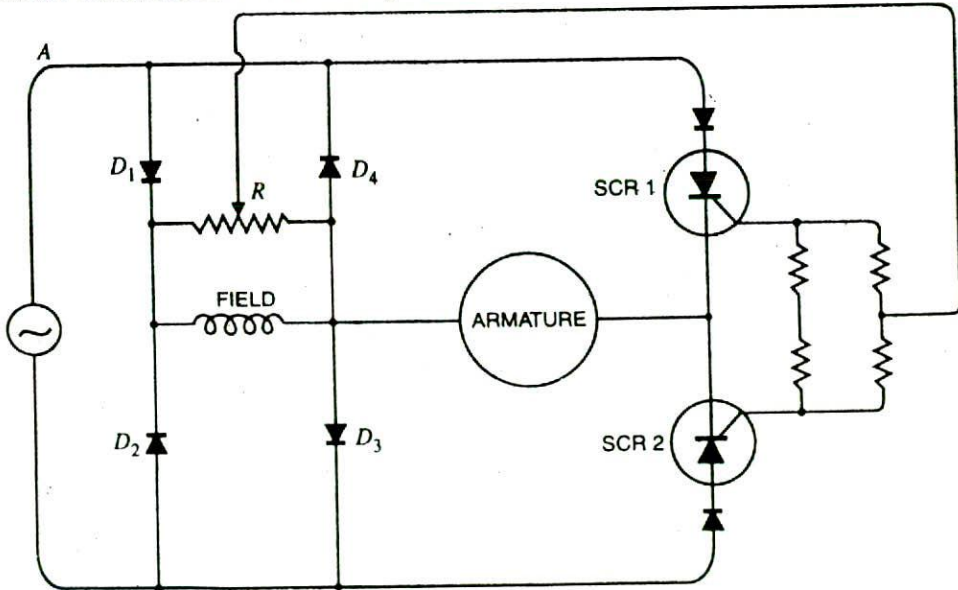 A
D1
R
D4
SCR 1
FIELD
ARMATURE
D2
D3
SCR 2